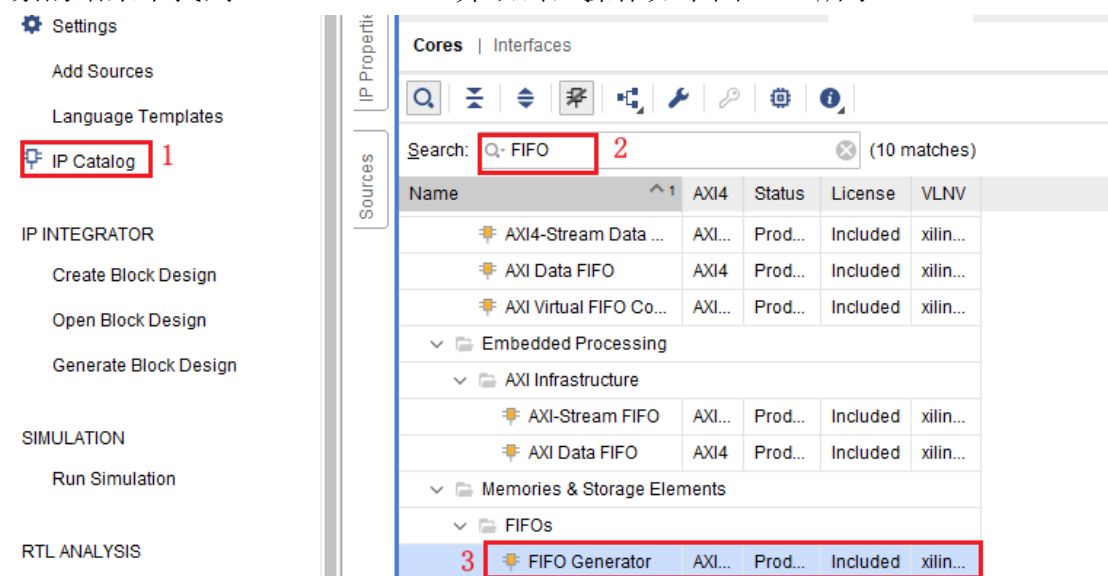 Settings
Add Sources
Language Templates
IP Catalog 1
IP INTEGRATOR
Create Block Design
Open Block Design
Generate Block Design
SIMULATION
Run Simulation
RTL ANALYSIS
IP Properti
Sources
Cores | Interfaces
Search: FIFO 2 (10 matches)
Name 1 AXI4 Status License VLNV
AXI4-Stream Data ... AXI... Prod... Included xilin...
AXI Data FIFO AXI4 Prod... Included xilin...
AXI Virtual FIFO Co... AXI... Prod... Included xilin...
Embedded Processing
AXI Infrastructure
AXI-Stream FIFO AXI... Prod... Included xilin...
AXI Data FIFO AXI4 Prod... Included xilin...
Memories & Storage Elements
FIFOs
3 FIFO Generator AXI... Prod... Included xilin...